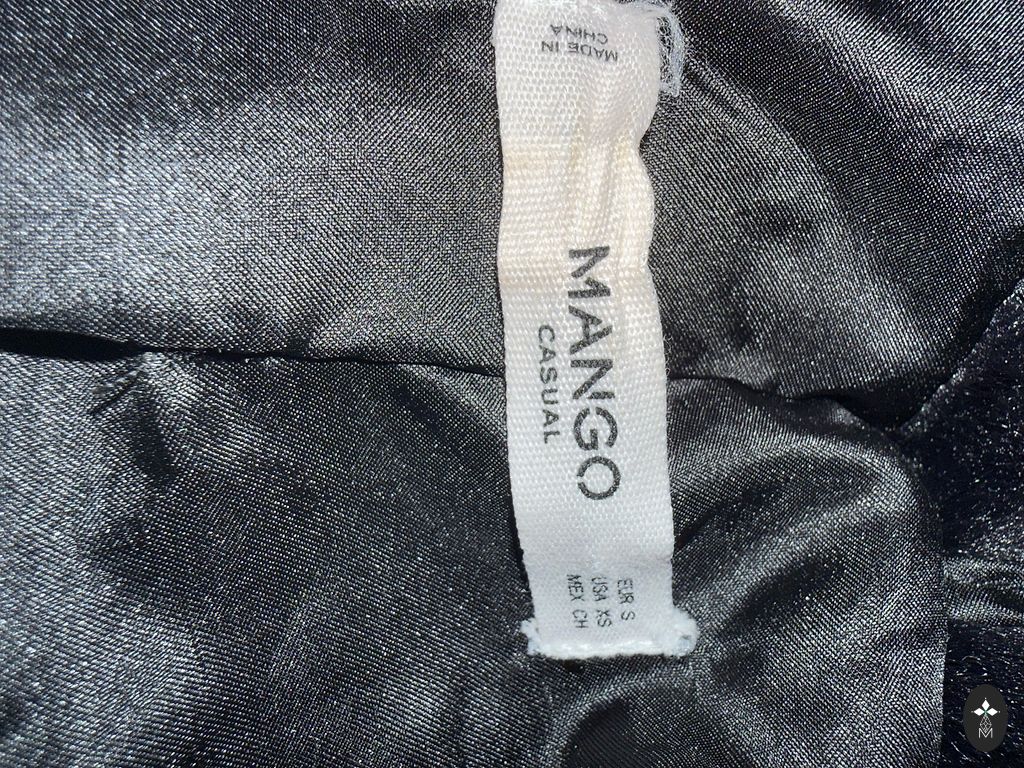 MADE IN
CHINA
MANGO
CASUAL
EUR S
USA XS
MEX CH
M